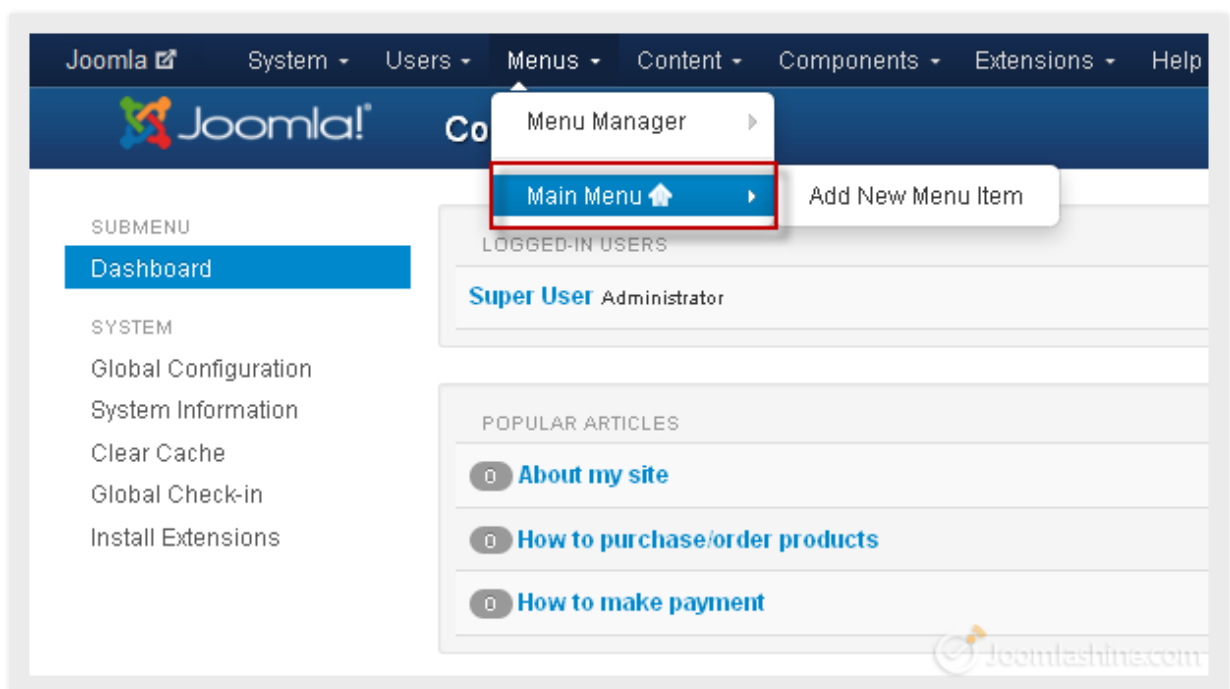 Joomla System Users Menus Content Components Extensions Help
Joomla!® Co
Menu Manager
Main Menu Add New Menu Item
SUBMENU
Dashboard
SYSTEM
Global Configuration
System Information
Clear Cache
Global Check-in
Install Extensions
LOGGED-IN USERS
Super User Administrator
POPULAR ARTICLES
0 About my site
0 How to purchase/order products
0 How to make payment
Joomlashine.com